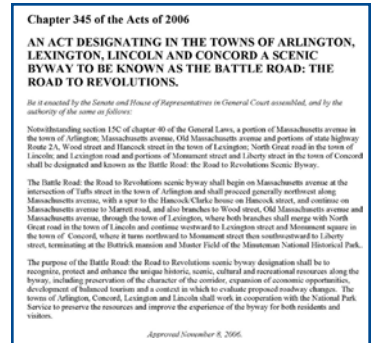 Chapter 345 of the Acts of 2006
AN ACT DESIGNATING IN THE TOWNS OF ARLINGTON,
LEXINGTON, LINCOLN AND CONCORD A SCENIC
BYWAY TO BE KNOWN AS THE BATTLE ROAD: THE
ROAD TO REVOLUTIONS.
Be it enacted by the Senate and House of Representatives in General Court assembled, and by the
authority of the same as follows:
Notwithstanding section 15C of chapter 40 of the General Laws, a portion of Massachusetts avenue in
the town of Arlington; Massachusetts avenue, Old Massachusetts avenue and portions of state highway
Route 2A, Wood street and Hancock street in the town of Lexington; North Great road in the town of
Lincoln; and Lexington road and portions of Monument street and Liberty street in the town of Concord
shall be designated and known as the Battle Road: the Road to Revolutions Scenic Byway.
The Battle Road: the Road to Revolutions scenic byway shall begin on Massachusetts avenue at the
intersection of Tufts street in the town of Arlington and shall proceed generally northwest along
Massachusetts avenue, with a spur to the Hancock/Clarke house on Hancock street, and continue on
Massachusetts avenue to Marrett road, and also branches to Wood street, Old Massachusetts avenue and
Massachusetts avenue, through the town of Lexington, where both branches shall merge with North
Great road in the town of Lincoln and continue westward to Lexington street and Monument square in
the town of Concord, where it turns northward to Monument street then southwestward to Liberty
street, terminating at the Buttrick mansion and Muster Field of the Minuteman National Historical Park.
The purpose of the Battle Road: the Road to Revolutions scenic byway designation shall be to
recognize, protect and enhance the unique historic, scenic, cultural and recreational resources along the
byway, including preservation of the character of the corridor, expansion of economic opportunities,
development of balanced tourism and a context in which to evaluate proposed roadway changes. The
towns of Arlington, Concord, Lexington and Lincoln shall work in cooperation with the National Park
Service to preserve the resources and improve the experience of the byway for both residents and
visitors.
Approved November 8, 2006.